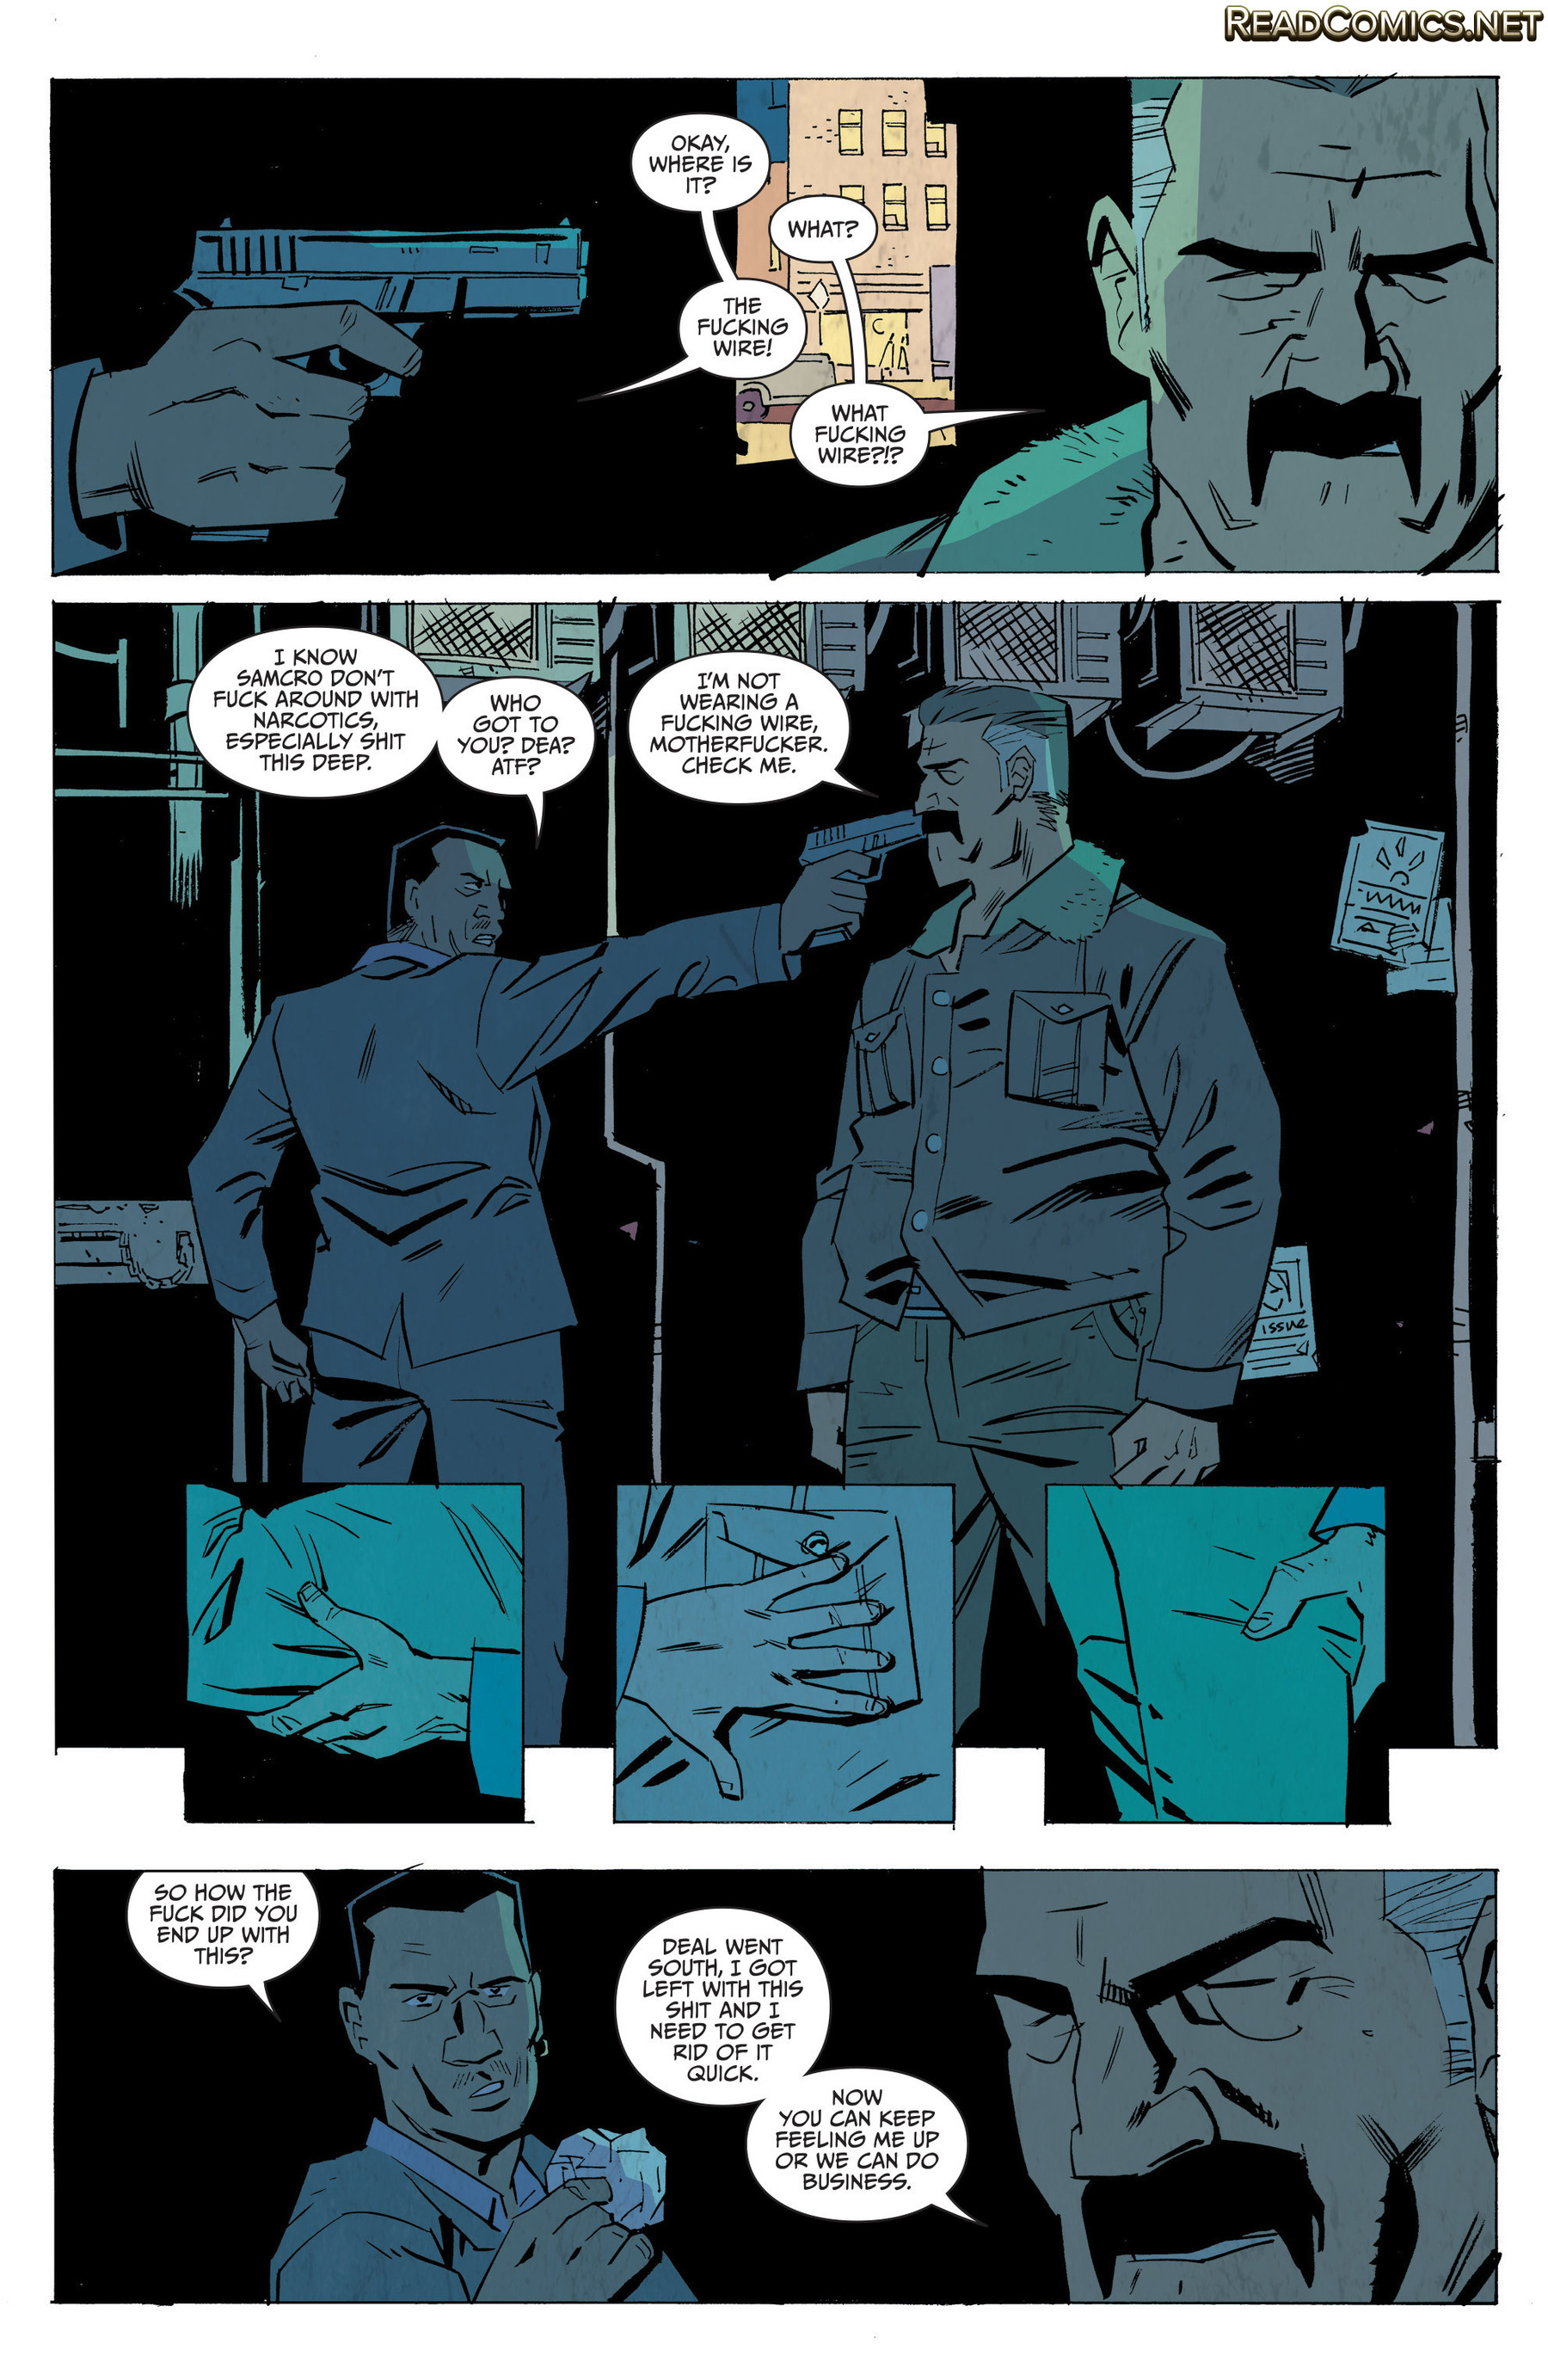 READCOMICS.NET
OKAY,
WHERE IS
IT?
THE
FUCKING
WIRE!
WHAT?
WHAT
FUCKING
WIRE?!?
I KNOW
SAMCRO DON'T
FUCK AROUND WITH
NARCOTICS,
ESPECIALLY SHIT
THIS DEEP.
WHO
GOT TO
YOU? DEA?
ATF?
I'M NOT
WEARING A
FUCKING WIRE,
MOTHERFUCKER.
CHECK ME.
issue
SO HOW THE
FUCK DID YOU
END UP WITH
THIS?
DEAL WENT
SOUTH, I GOT
LEFT WITH THIS
SHIT AND I
NEED TO GET
RID OF IT
QUICK.
NOW
YOU CAN KEEP
FEELING ME UP
OR WE CAN DO
BUSINESS.